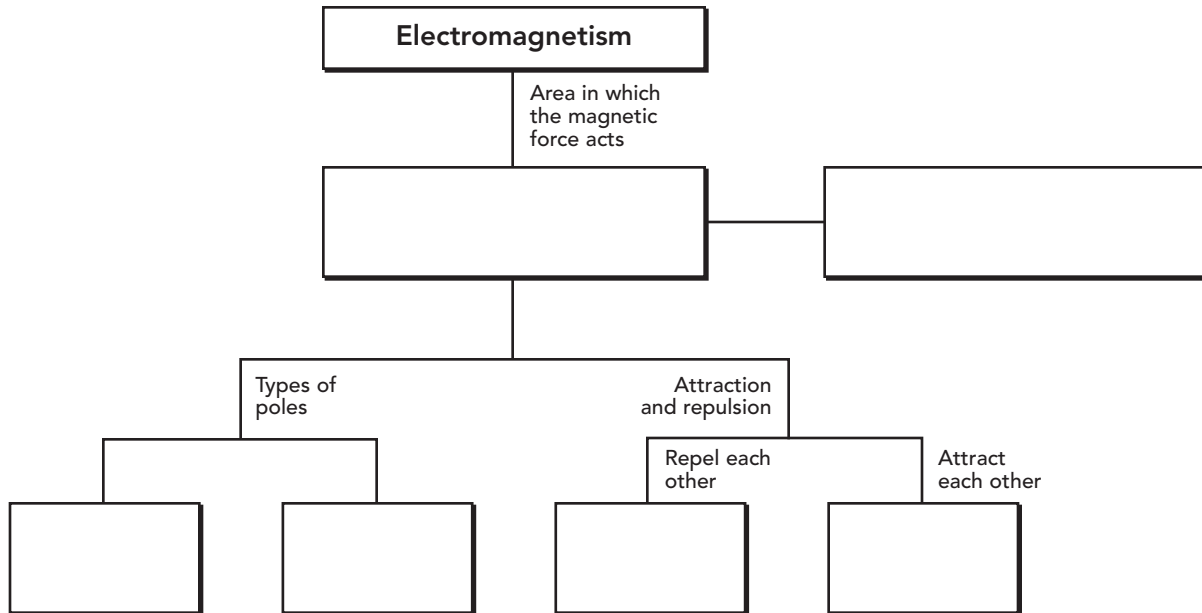 Electromagnetism
Area in which
the magnetic
force acts
Types of
poles
Attraction
and repulsion
Repel each
other
Attract
each other